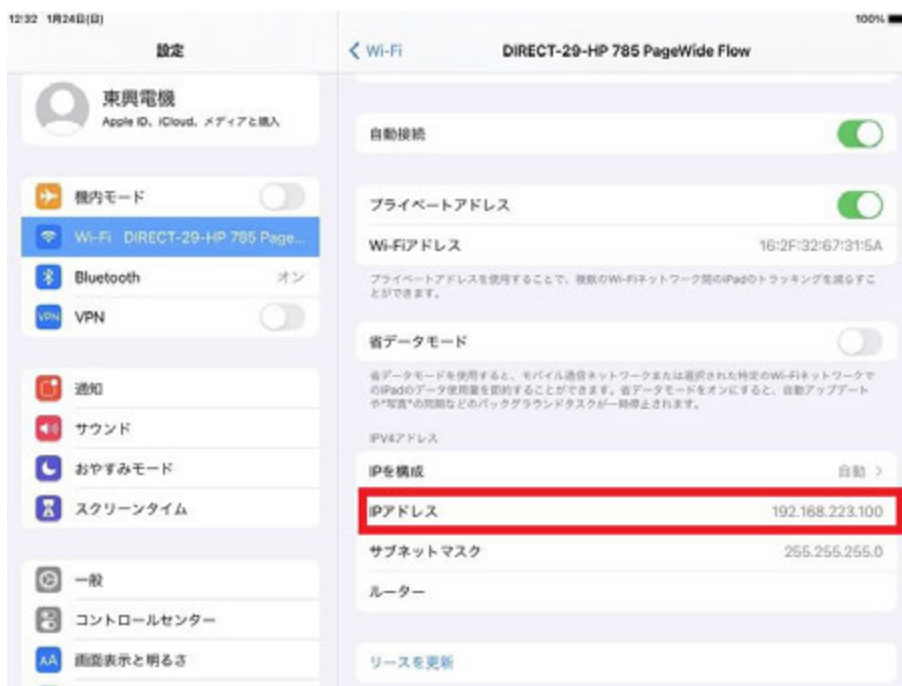 12:32 1月24日(日)
100%
設定
Wi-Fi
DIRECT-29-HP 785 PageWide Flow
東興電機
Apple ID、iCloud、メディアと購入
機内モード
Wi-Fi DIRECT-29-HP 785 Page...
Bluetooth
オン
VPN
VPN
通知
サウンド
おやすみモード
スクリーンタイム
一般
コントロールセンター
AA 画面表示と明るさ
自動接続
プライベートアドレス
Wi-Fiアドレス
16:2F:32:67:31:5A
プライベートアドレスを使用することで、複数のWi-Fiネットワーク間のiPadのトラッキングを減らすこ
とができます。
省データモード
省データモードを使用すると、モバイル通信ネットワークまたは選択された特定のWi-Fiネットワークで
のiPadのデータ使用量を節約することができます。省データモードをオンにすると、自動アップデート
や"写真"の同期などのバックグラウンドタスクが一時停止されます。
IPV4アドレス
IPを構成
自動
IPアドレス
192.168.223.100
サブネットマスク
255.255.255.0
ルーター
リースを更新